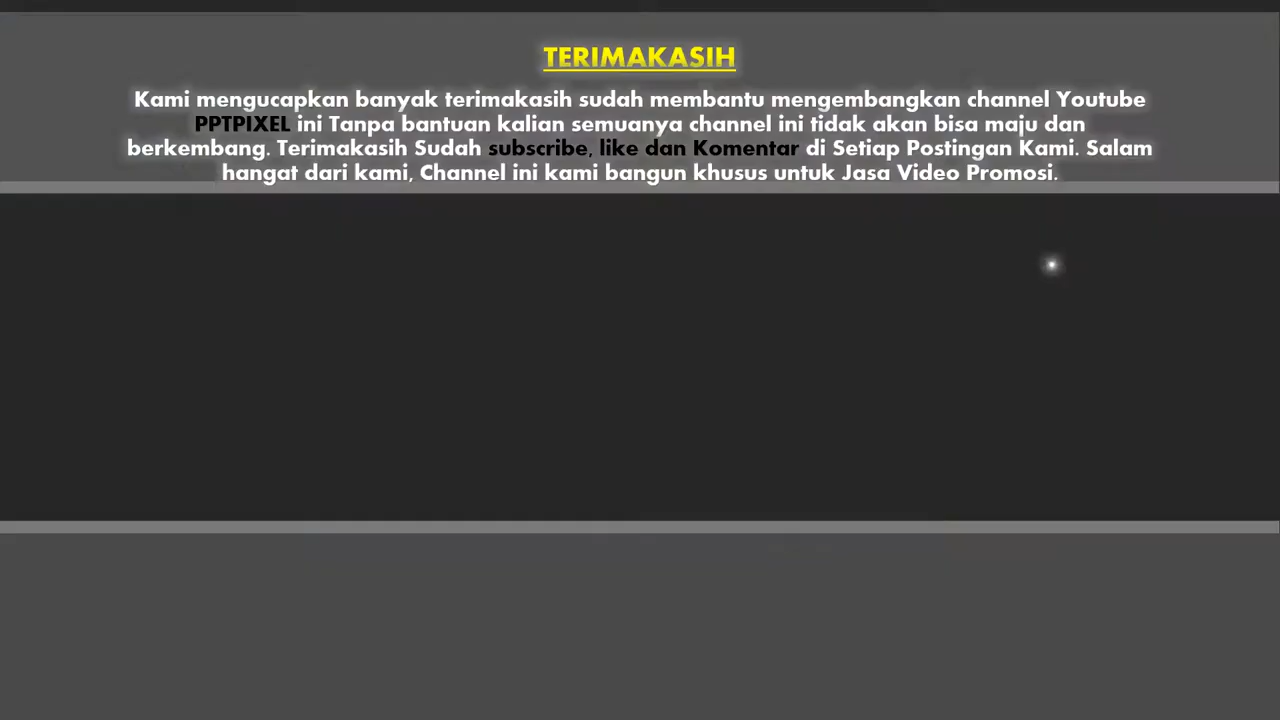 TERIMAKASIH
Kami mengucapkan banyak terimakasih sudah membantu mengembangkan channel Youtube
PPTPIXEL ini Tanpa bantuan kalian semuanya channel ini tidak akan bisa maju dan
berkembang. Terimakasih Sudah subscribe, like dan Komentar di Setiap Postingan Kami. Salam
hangat dari kami, Channel ini kami bangun khusus untuk Jasa Video Promosi.